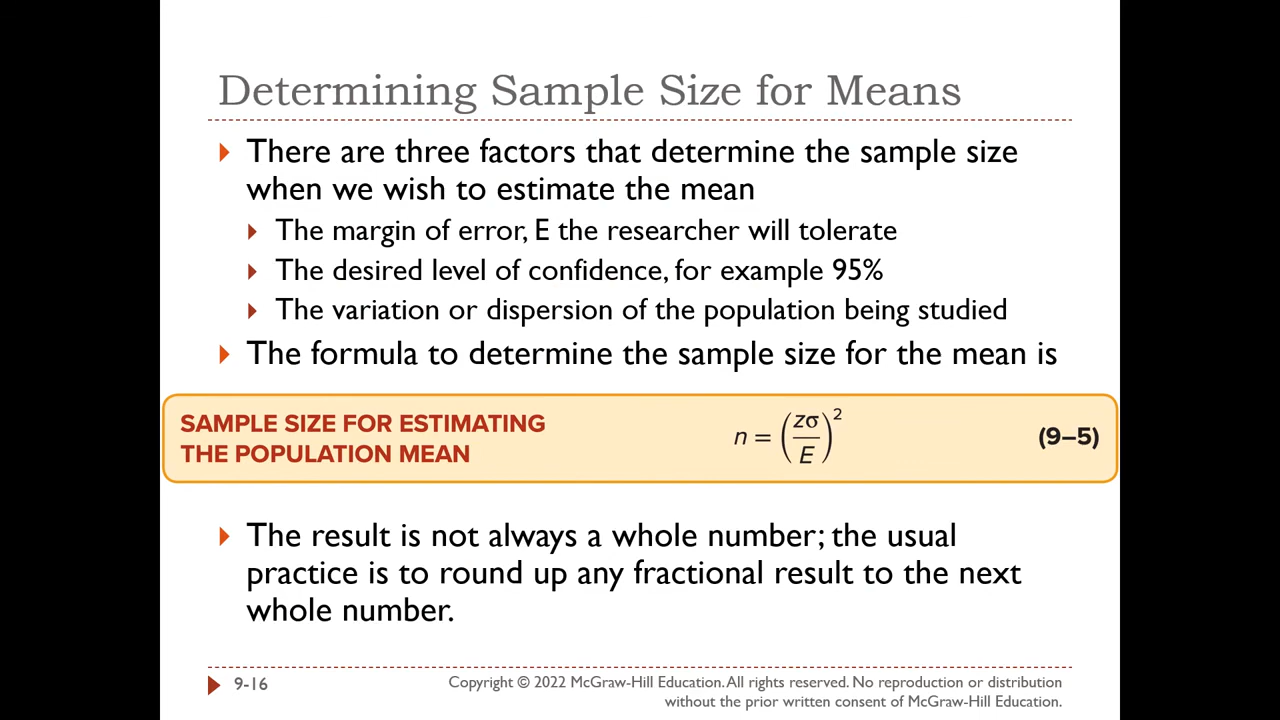 Determining Sample Size for Means
There are three factors that determine the sample size
when we wish to estimate the mean
The margin of error, E the researcher will tolerate
The desired level of confidence, for example 95%
The variation or dispersion of the population being studied
The formula to determine the sample size for the mean is
SAMPLE SIZE FOR ESTIMATING
THE POPULATION MEAN
n = (zσ/E)²
(9–5)
The result is not always a whole number; the usual
practice is to round up any fractional result to the next
whole number.
9-16
Copyright © 2022 McGraw-Hill Education. All rights reserved. No reproduction or distribution
without the prior written consent of McGraw-Hill Education.